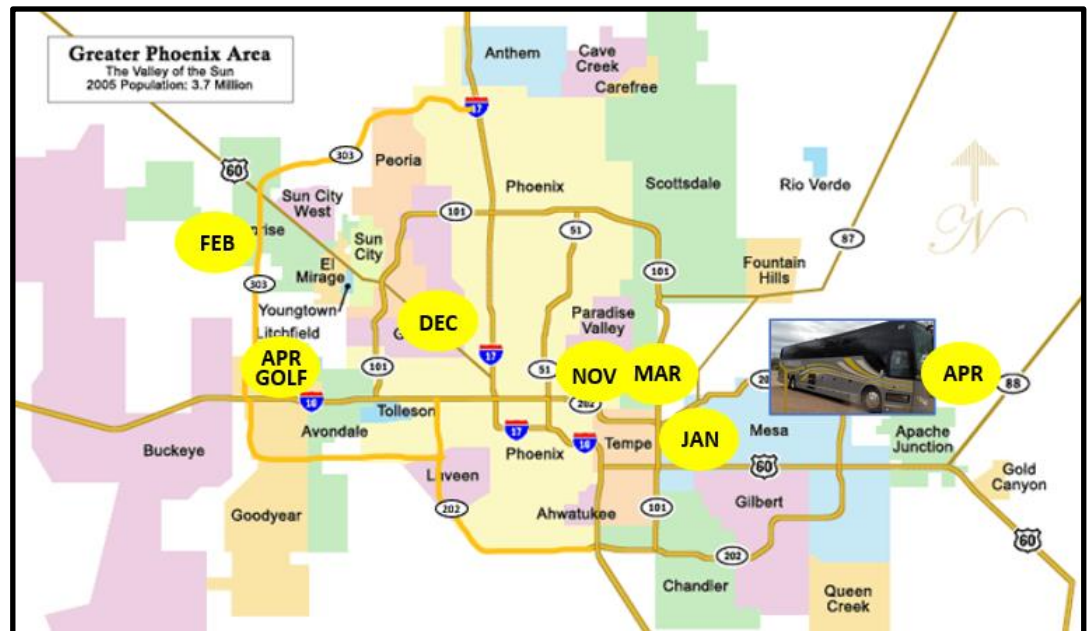 Greater Phoenix Area
The Valley of the Sun
2005 Population: 3.7 Million
Anthem
Cave
Creek
Carefree
17
303
60
Peoria
Phoenix
Scottsdale
Rio Verde
Sun City
West
101
51
87
FEB
rise
Sun
City
N
101
Fountain
Hills
303
El
Mirage
Youngtown
Litchfield
DEC
G
Paradise
Valley
17
APR
GOLF
101
51
NOV
MAR
APR
88
10
202
Tolleson
Avondale
Buckeye
17
Phoenix
10
Tempe
JAN
Mesa
Apache
Junction
60
Laveen
Gold
Canyon
Gilbert
Goodyear
202
Ahwatukee
101
60
202
Chandler
Queen
Creek